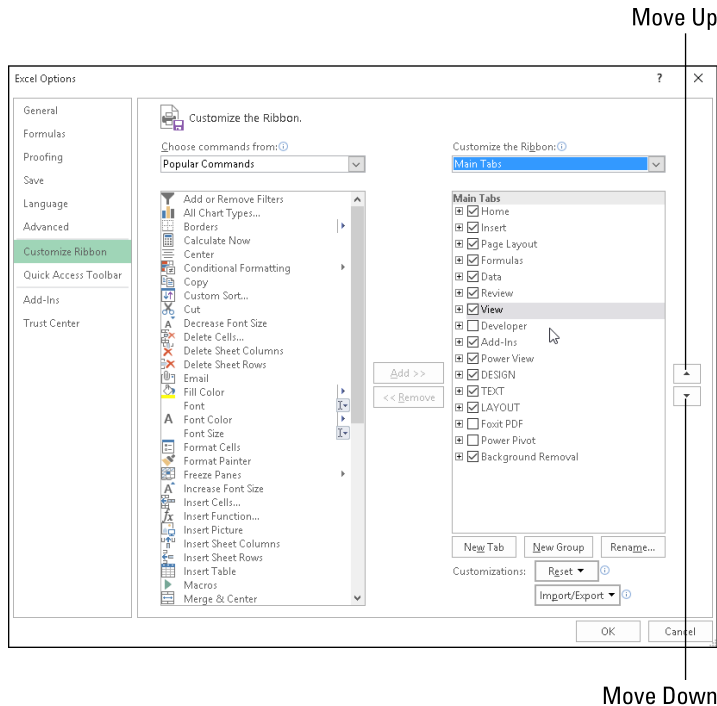 Move Up
Excel Options ? ×
General
Formulas
Proofing
Save
Language
Advanced
Customize Ribbon
Quick Access Toolbar
Add-Ins
Trust Center
Customize the Ribbon.
Choose commands from:
Popular Commands
Add or Remove Filters
All Chart Types...
Borders
Calculate Now
Center
Conditional Formatting
Copy
Custom Sort...
Cut
Decrease Font Size
Delete Cells...
Delete Sheet Columns
Delete Sheet Rows
Email
Fill Color
Font
Font Color
Font Size
Format Cells
Format Painter
Freeze Panes
Increase Font Size
Insert Cells...
Insert Function...
Insert Picture
Insert Sheet Columns
Insert Sheet Rows
Insert Table
Macros
Merge & Center
Add >>
<< Remove
Customize the Ribbon:
Main Tabs
Main Tabs
Home
Insert
Page Layout
Formulas
Data
Review
View
Developer
Add-Ins
Power View
DESIGN
TEXT
LAYOUT
Foxit PDF
Power Pivot
Background Removal
New Tab New Group Rename...
Customizations: Reset
Import/Export
OK Cancel
Move Down